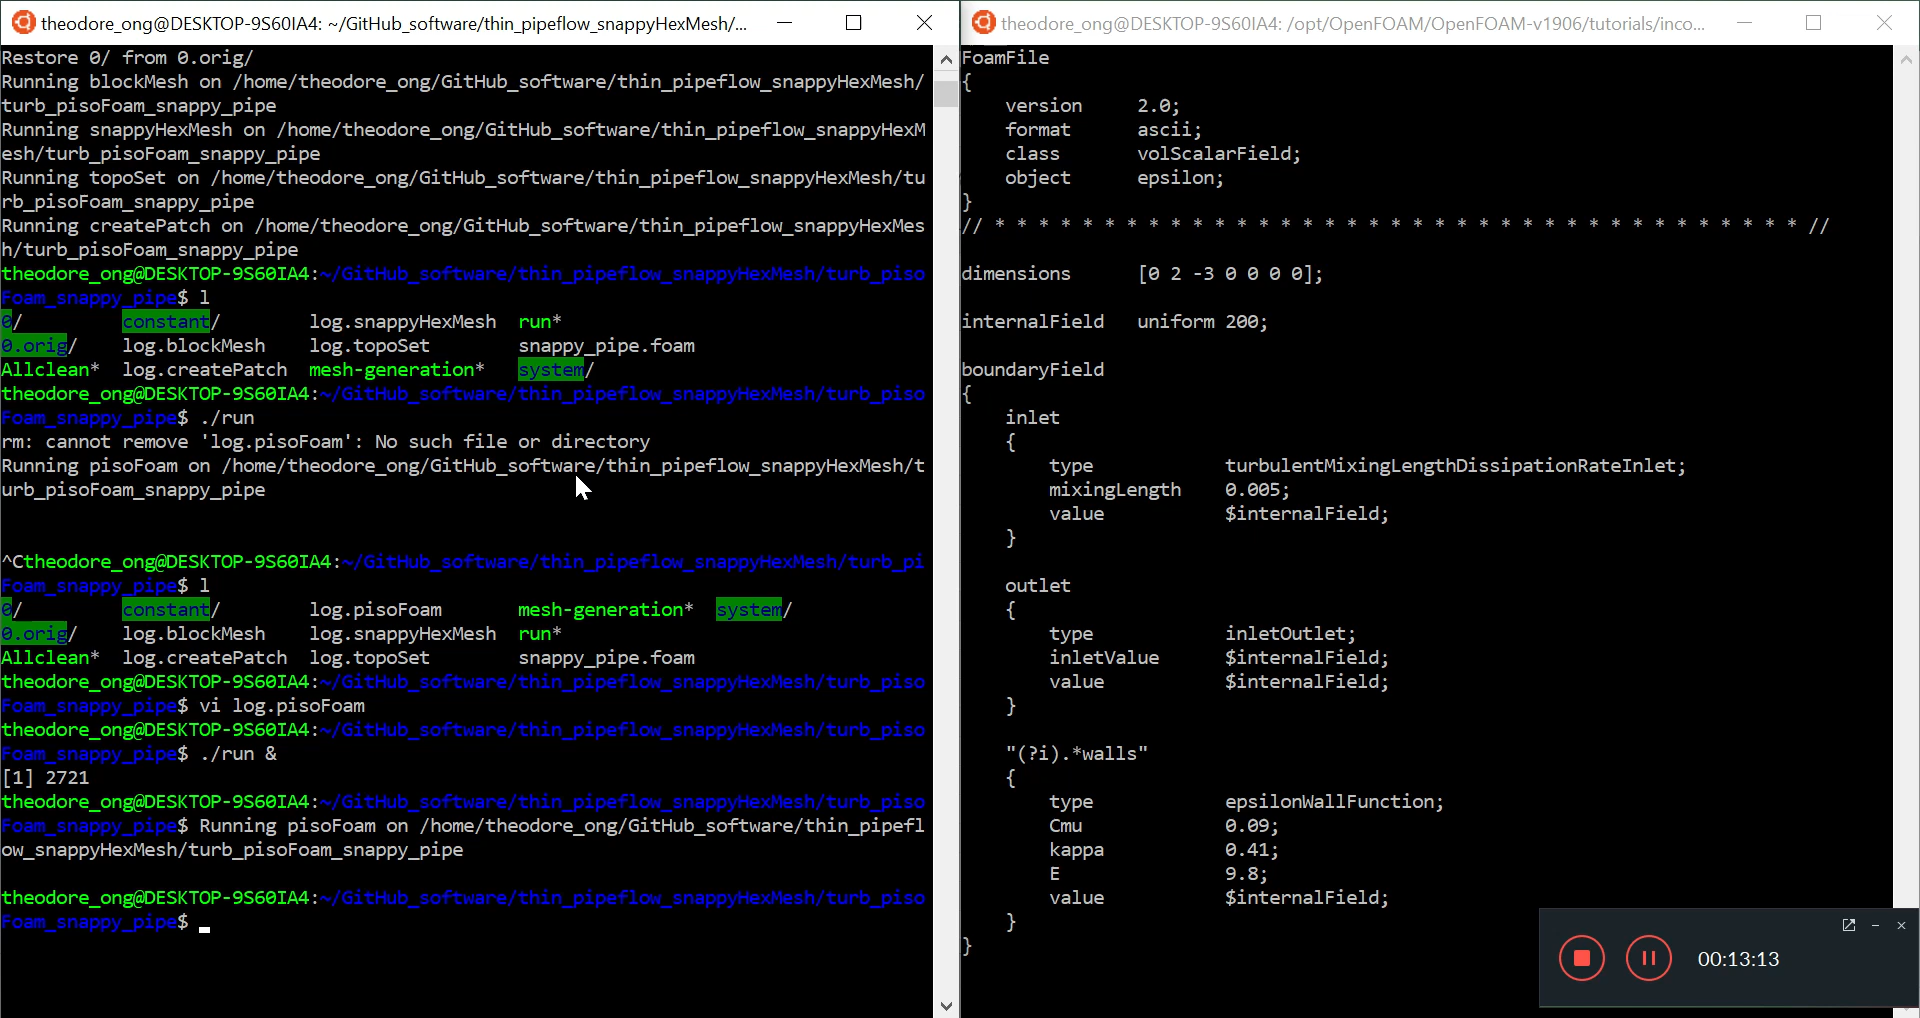 theodore_ong@DESKTOP-9S60IA4: ~/GitHub_software/thin_pipeflow_snappyHexMesh/...
Restore 0/ from 0.orig/
Running blockMesh on /home/theodore_ong/GitHub_software/thin_pipeflow_snappyHexMesh/
turb_pisoFoam_snappy_pipe
Running snappyHexMesh on /home/theodore_ong/GitHub_software/thin_pipeflow_snappyHexM
esh/turb_pisoFoam_snappy_pipe
Running topoSet on /home/theodore_ong/GitHub_software/thin_pipeflow_snappyHexMesh/tu
rb_pisoFoam_snappy_pipe
Running createPatch on /home/theodore_ong/GitHub_software/thin_pipeflow_snappyHexMes
h/turb_pisoFoam_snappy_pipe
theodore_ong@DESKTOP-9S60IA4:~/GitHub_software/thin_pipeflow_snappyHexMesh/turb_piso
Foam_snappy_pipe$ l
0/ constant/ log.snappyHexMesh run*
0.orig/ log.blockMesh log.topoSet snappy_pipe.foam
Allclean* log.createPatch mesh-generation* system/
theodore_ong@DESKTOP-9S60IA4:~/GitHub_software/thin_pipeflow_snappyHexMesh/turb_piso
Foam_snappy_pipe$ ./run
rm: cannot remove 'log.pisoFoam': No such file or directory
Running pisoFoam on /home/theodore_ong/GitHub_software/thin_pipeflow_snappyHexMesh/t
urb_pisoFoam_snappy_pipe
^Ctheodore_ong@DESKTOP-9S60IA4:~/GitHub_software/thin_pipeflow_snappyHexMesh/turb_pi
Foam_snappy_pipe$ l
0/ constant/ log.pisoFoam mesh-generation* system/
0.orig/ log.blockMesh log.snappyHexMesh run*
Allclean* log.createPatch log.topoSet snappy_pipe.foam
theodore_ong@DESKTOP-9S60IA4:~/GitHub_software/thin_pipeflow_snappyHexMesh/turb_piso
Foam_snappy_pipe$ vi log.pisoFoam
theodore_ong@DESKTOP-9S60IA4:~/GitHub_software/thin_pipeflow_snappyHexMesh/turb_piso
Foam_snappy_pipe$ ./run &
[1] 2721
theodore_ong@DESKTOP-9S60IA4:~/GitHub_software/thin_pipeflow_snappyHexMesh/turb_piso
Foam_snappy_pipe$ Running pisoFoam on /home/theodore_ong/GitHub_software/thin_pipefl
ow_snappyHexMesh/turb_pisoFoam_snappy_pipe
theodore_ong@DESKTOP-9S60IA4:~/GitHub_software/thin_pipeflow_snappyHexMesh/turb_piso
Foam_snappy_pipe$
theodore_ong@DESKTOP-9S60IA4: /opt/OpenFOAM/OpenFOAM-v1906/tutorials/inco...
FoamFile
{
version 2.0;
format ascii;
class volScalarField;
object epsilon;
}
// * * * * * * * * * * * * * * * * * * * * * * * * * * * * * * * * * * * * * //
dimensions [0 2 -3 0 0 0 0];
internalField uniform 200;
boundaryField
{
inlet
{
type turbulentMixingLengthDissipationRateInlet;
mixingLength 0.005;
value $internalField;
}
outlet
{
type inletOutlet;
inletValue $internalField;
value $internalField;
}
"(?i).*walls"
{
type epsilonWallFunction;
Cmu 0.09;
kappa 0.41;
E 9.8;
value $internalField;
}
}
00:13:13